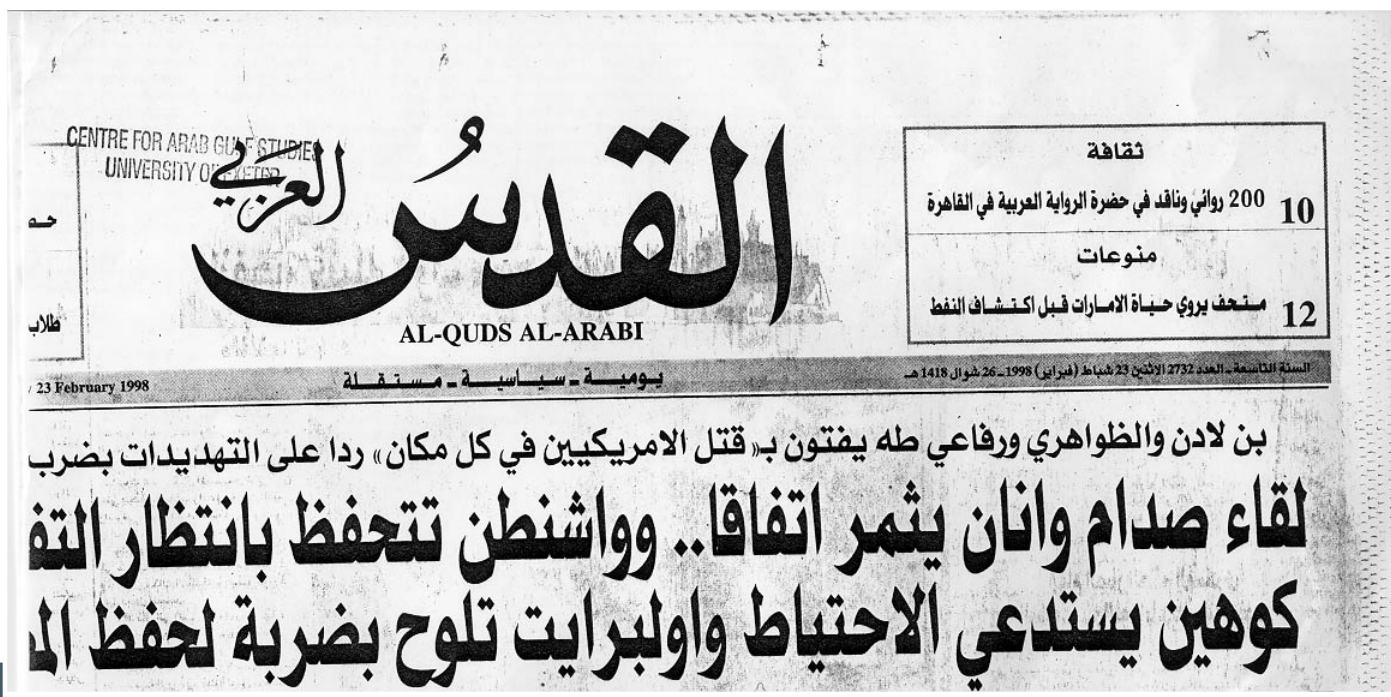 CENTRE FOR ARAB GULF STUDIES
UNIVERSITY OF EXETER
القدس العربي
AL-QUDS AL-ARABI
ثقافة
200 روائي وناقد في حضرة الرواية العربية في القاهرة 10
منوعات
متحف يروي حياة الامارات قبل اكتشاف النفط 12
طلاب
السنة التاسعة ـ العدد 2732 الاثنين 23 شباط (فبراير) 1998 ـ 26 شوال 1418 هـ
يومية ـ سياسية ـ مستقلة
23 February 1998
بن لادن والظواهري ورفاعي طه يفتون بـ« قتل الامريكيين في كل مكان» ردا على التهديدات بضرب
لقاء صدام وانان يثمر اتفاقا.. وواشنطن تتحفظ بانتظار التف
كوهين يستدعي الاحتياط واولبرايت تلوح بضربة لحفظ